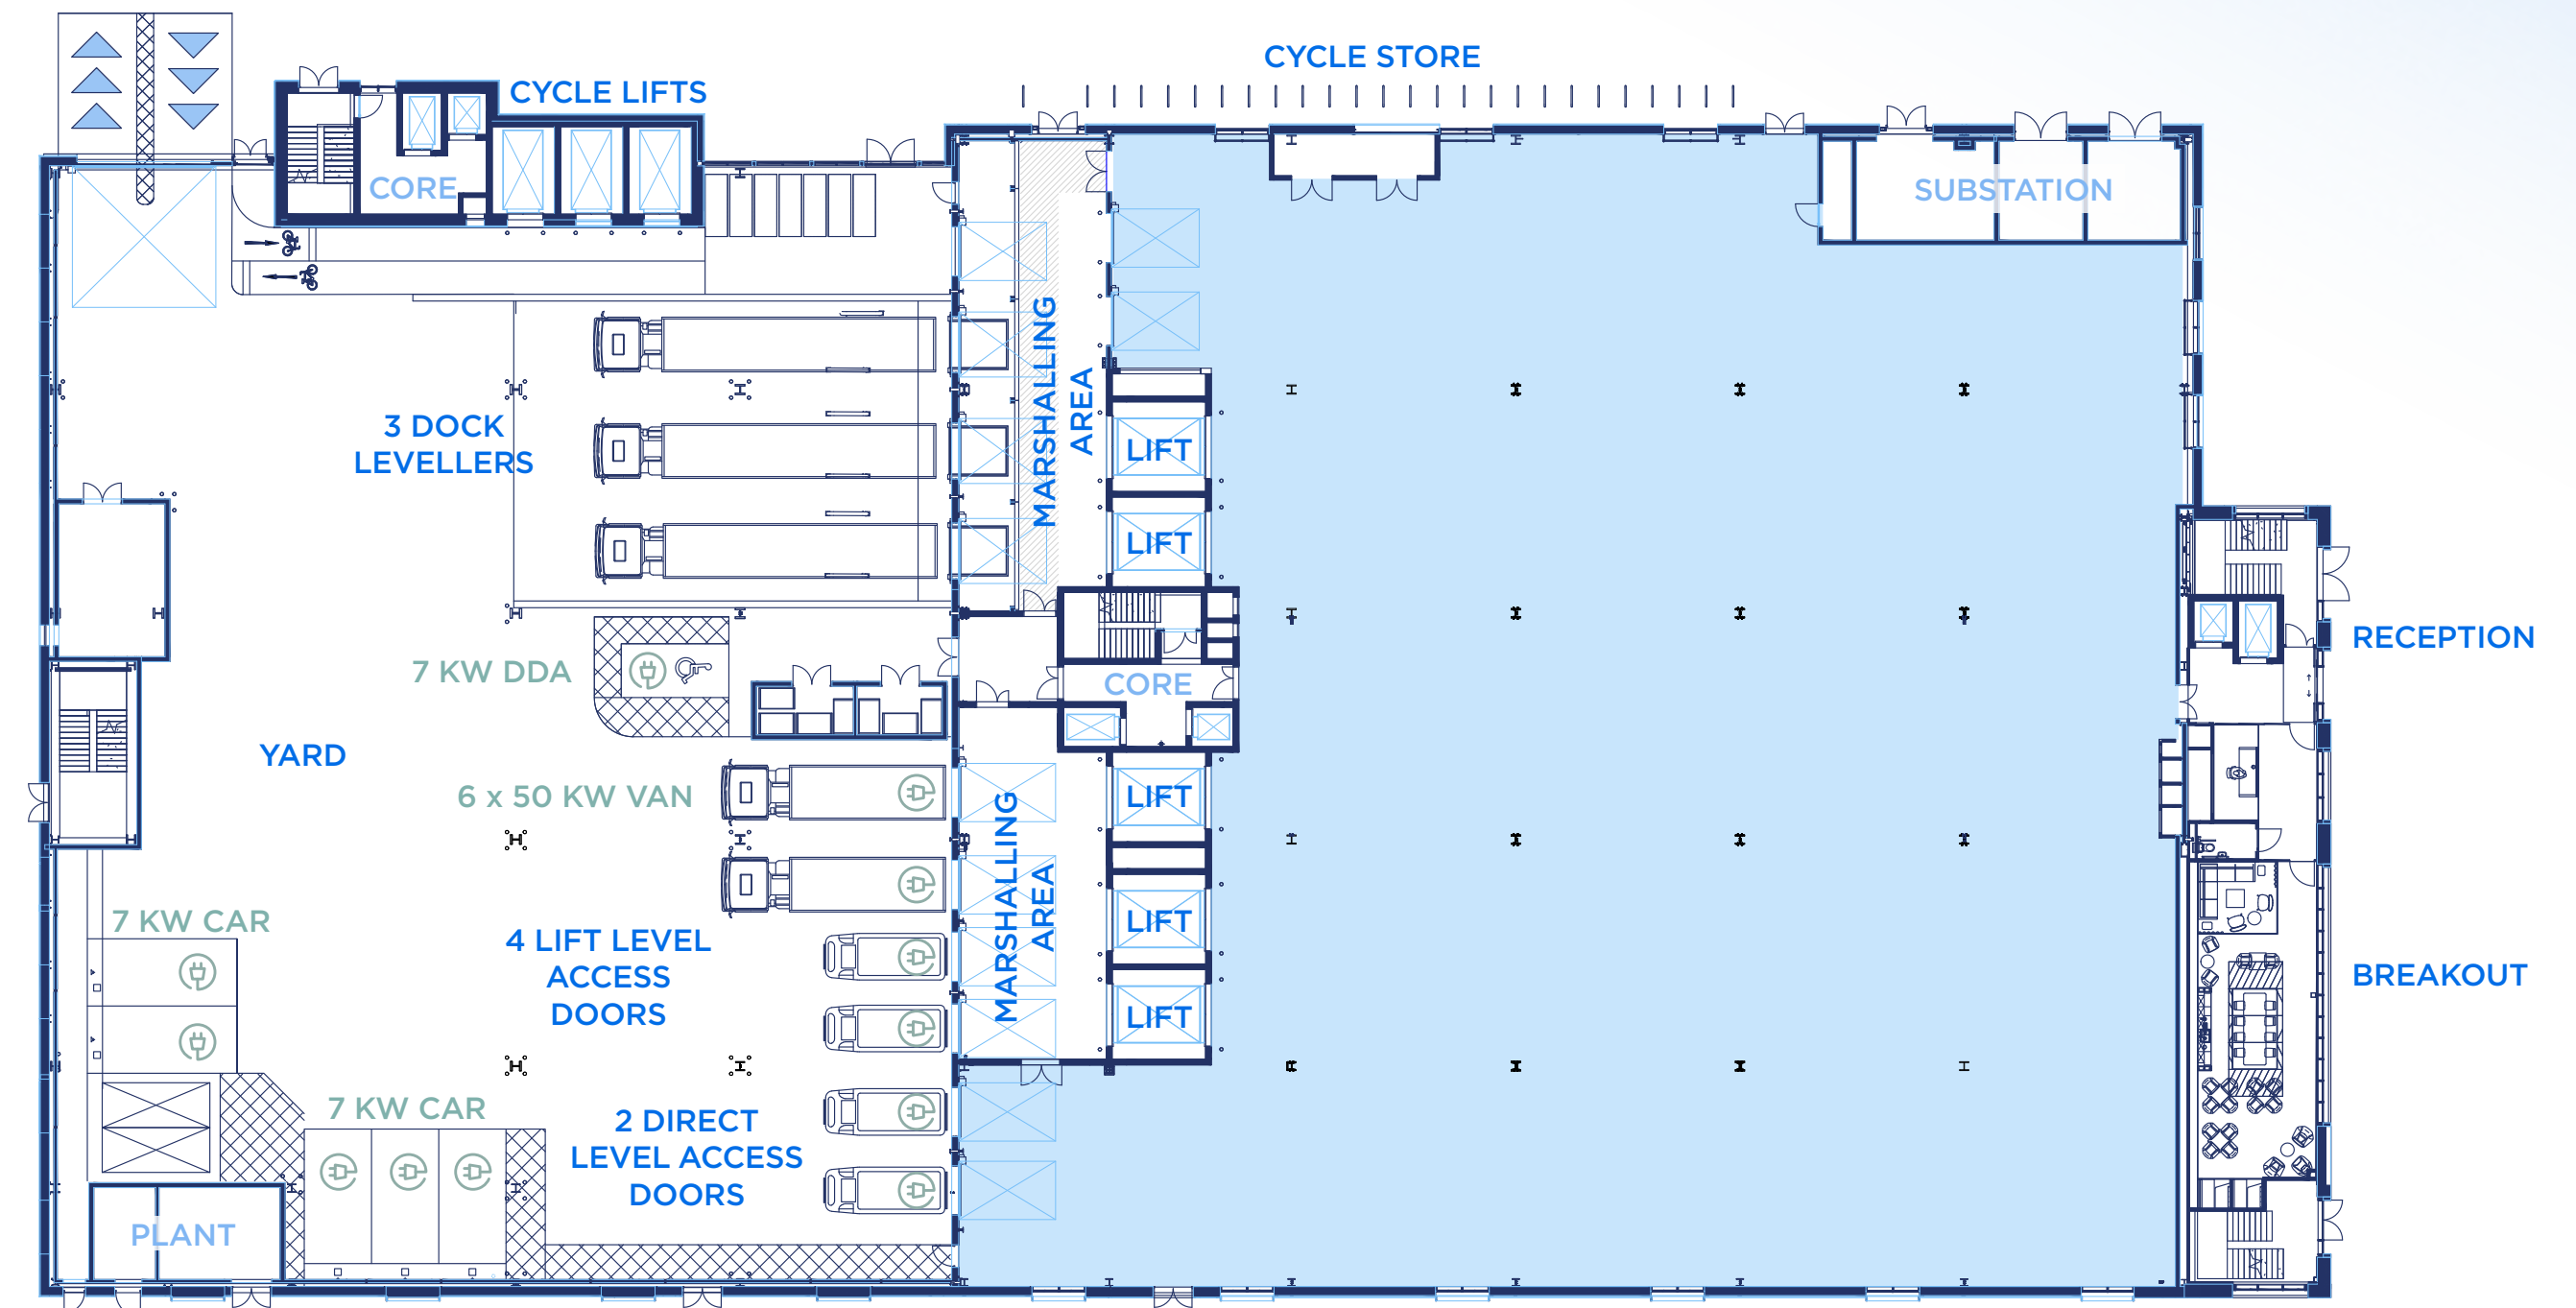 CYCLE STORE
CYCLE LIFTS
CORE
SUBSTATION
3 DOCK
LEVELLERS
MARSHALLING
AREA
LIFT
LIFT
7 KW DDA
CORE
RECEPTION
YARD
6 x 50 KW VAN
LIFT
MARSHALLING
AREA
LIFT
7 KW CAR
4 LIFT LEVEL
ACCESS
DOORS
LIFT
BREAKOUT
7 KW CAR
2 DIRECT
LEVEL ACCESS
DOORS
PLANT